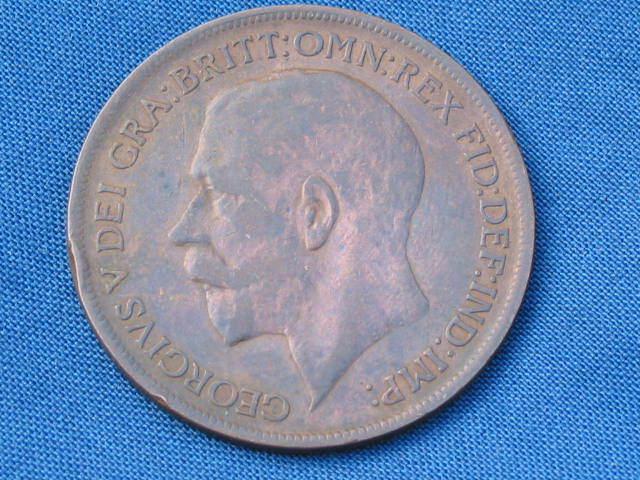 GEORGIVS V DEI GRA:BRITT:OMN:REX FID:DEF:IND:IMP: